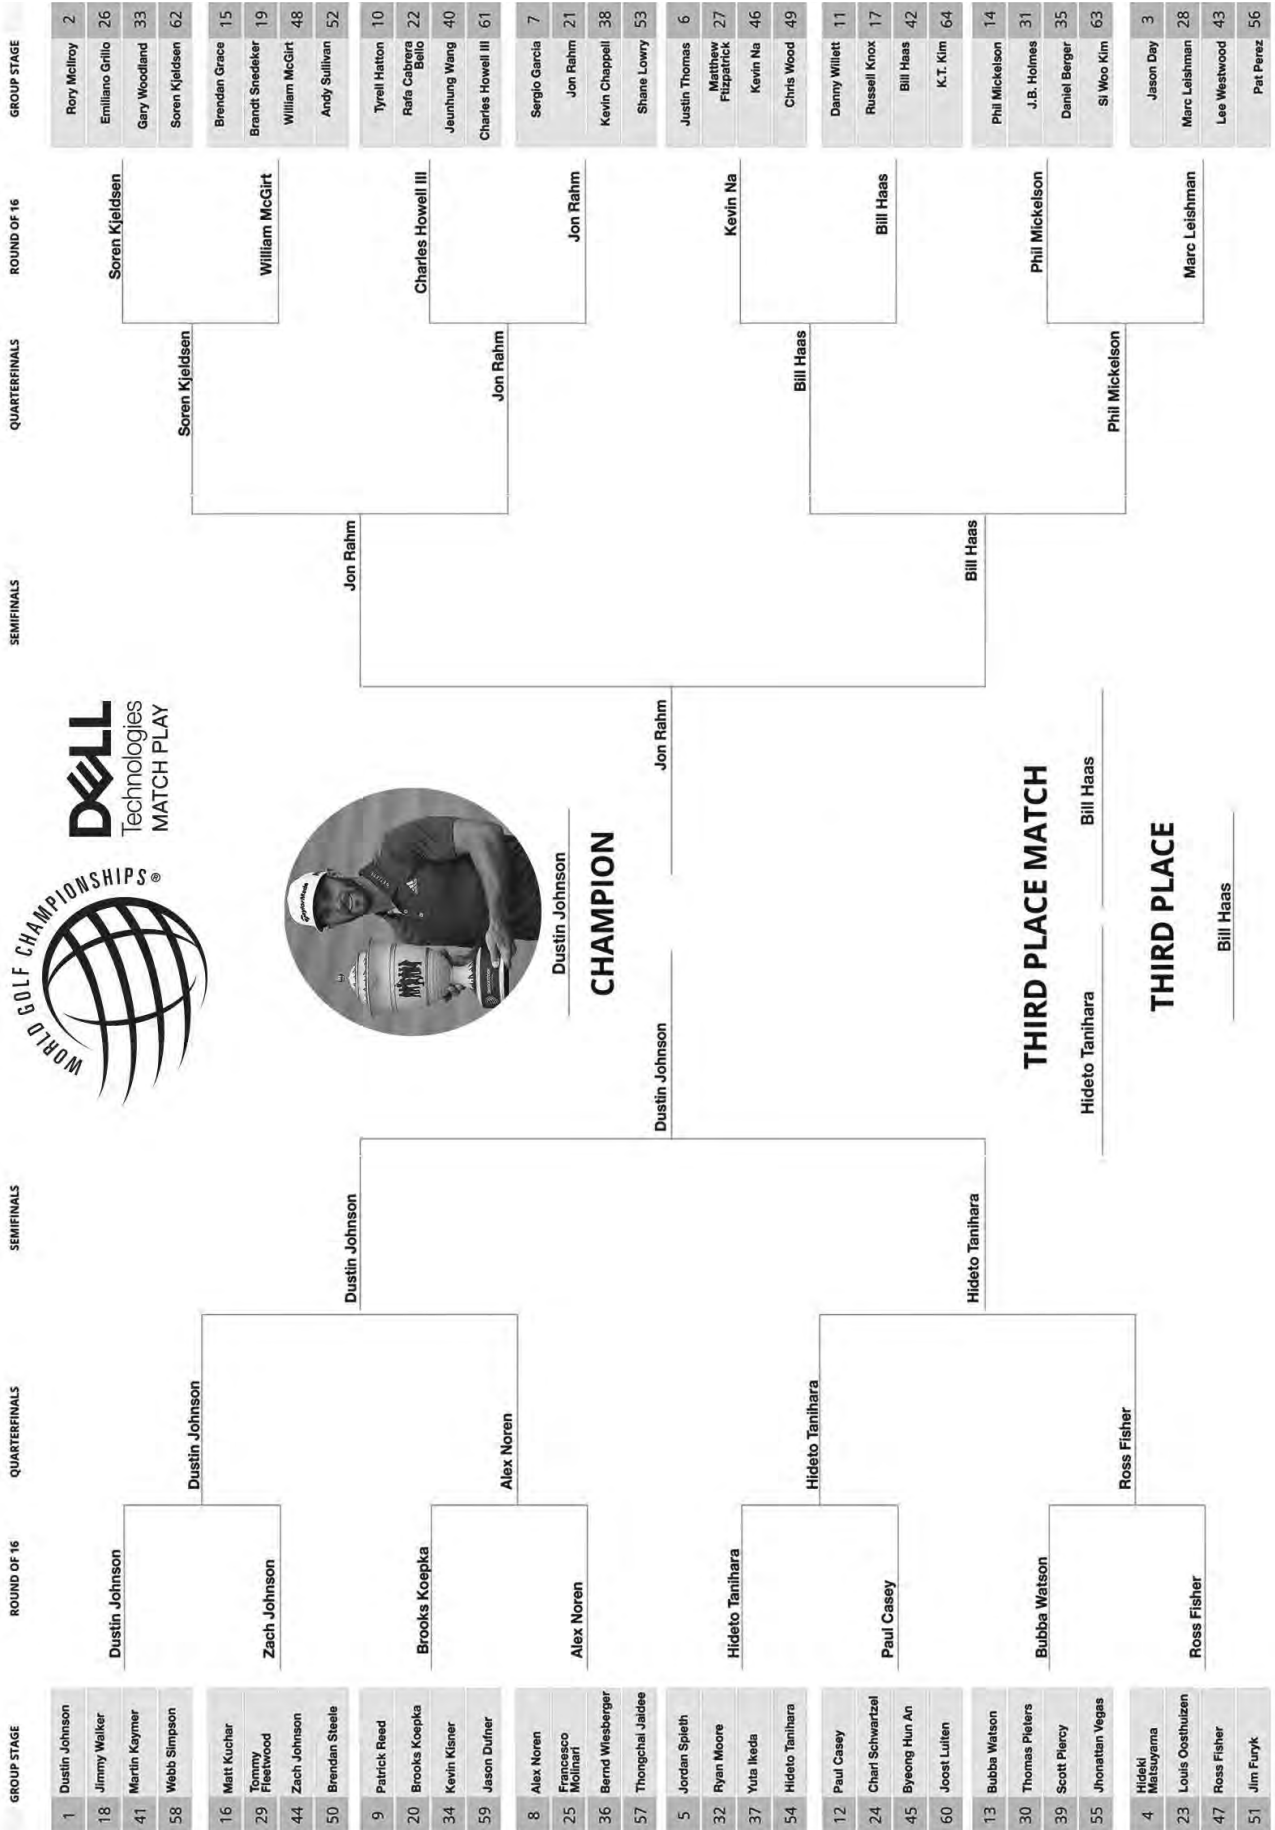 GROUP STAGE
ROUND OF 16
QUARTERFINALS
SEMIFINALS
SEMIFINALS
QUARTERFINALS
ROUND OF 16
GROUP STAGE
1 Dustin Johnson
18 Jimmy Walker
41 Martin Kaymer
58 Webb Simpson
16 Matt Kuchar
29 Tommy
Fleetwood
44 Zach Johnson
50 Brendan Steele
9 Patrick Reed
20 Brooks Koepka
34 Kevin Kisner
59 Jason Dufner
8 Alex Noren
25 Francesco
Molinari
36 Bernd Wiesberger
57 Thongchai Jaidee
5 Jordan Spieth
32 Ryan Moore
37 Yuta Ikeda
54 Hideto Tanihara
12 Paul Casey
24 Charl Schwartzel
45 Byeong Hun An
60 Joost Luiten
13 Bubba Watson
30 Thomas Pieters
39 Scott Piercy
55 Jhonattan Vegas
4 Hideki
Matsuyama
23 Louis Oosthuizen
47 Ross Fisher
51 Jim Furyk
Dustin Johnson
Zach Johnson
Brooks Koepka
Alex Noren
Hideto Tanihara
Paul Casey
Bubba Watson
Ross Fisher
Dustin Johnson
Alex Noren
Hideto Tanihara
Ross Fisher
Dustin Johnson
Hideto Tanihara
WORLD GOLF CHAMPIONSHIPS®
DELL
Technologies
MATCH PLAY
TaylorMade
Dustin Johnson
CHAMPION
Dustin Johnson
Jon Rahm
THIRD PLACE MATCH
Hideto Tanihara
Bill Haas
THIRD PLACE
Bill Haas
Jon Rahm
Bill Haas
Soren Kjeldsen
Jon Rahm
Bill Haas
Phil Mickelson
Soren Kjeldsen
William McGirt
Charles Howell III
Jon Rahm
Kevin Na
Bill Haas
Phil Mickelson
Marc Leishman
Rory McIlroy 2
Emiliano Grillo 26
Gary Woodland 33
Soren Kjeldsen 62
Brendan Grace 15
Brandt Snedeker 19
William McGirt 48
Andy Sullivan 52
Tyrell Hatton 10
Rafa Cabrera
Bello 22
Jeunhung Wang 40
Charles Howell III 61
Sergio Garcia 7
Jon Rahm 21
Kevin Chappell 38
Shane Lowry 53
Justin Thomas 6
Matthew
Ftizpatrick 27
Kevin Na 46
Chris Wood 49
Danny Willett 11
Russell Knox 17
Bill Haas 42
K.T. Kim 64
Phil Mickelson 14
J.B. Holmes 31
Daniel Berger 35
Si Woo Kim 63
Jason Day 3
Marc Leishman 28
Lee Westwood 43
Pat Perez 56